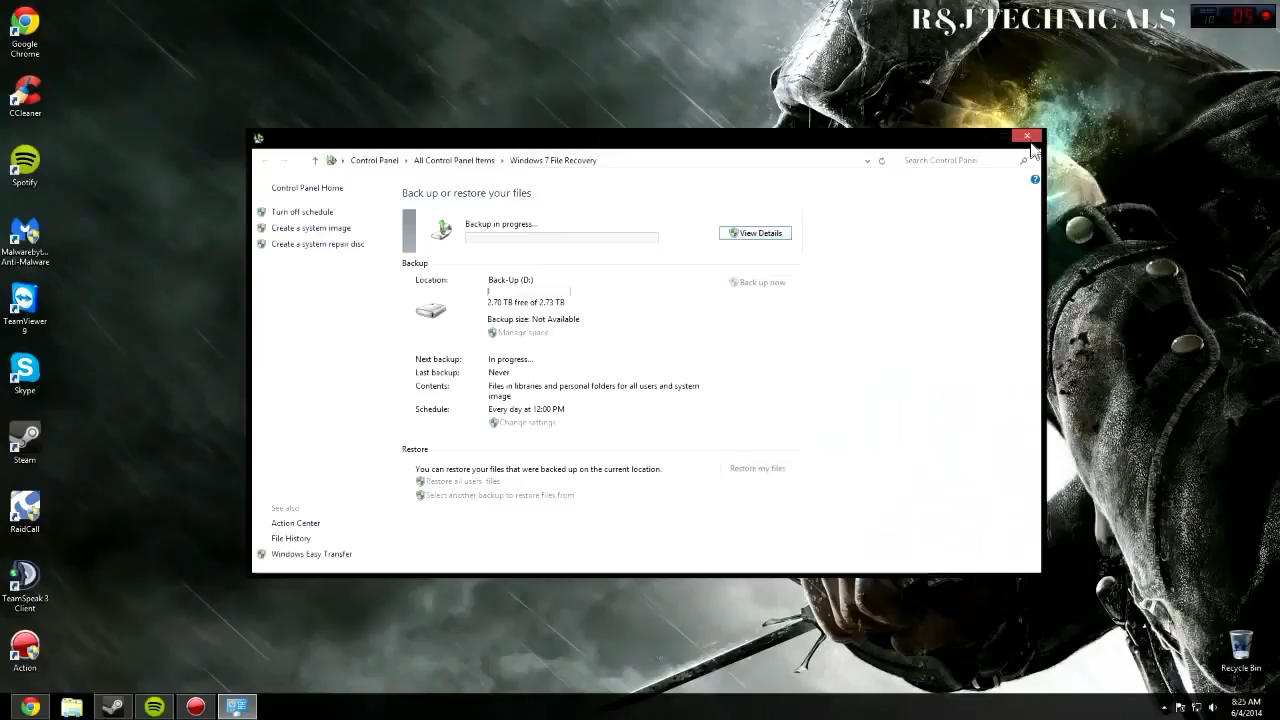 R&J TECHNICALS
10 05
Google
Chrome
CCleaner
Spotify
Malwarebyt...
Anti-Malware
TeamViewer
9
Skype
Steam
RaidCall
TeamSpeak 3
Client
Action
Control Panel
All Control Panel Items
Windows 7 File Recovery
Search Control Panel
Control Panel Home
Turn off schedule
Create a system image
Create a system repair disc
See also
Action Center
File History
Windows Easy Transfer
Back up or restore your files
Backup in progress...
View Details
Backup
Location:
Back-Up (D:)
2.70 TB free of 2.73 TB
Backup size: Not Available
Manage space
Back up now
Next backup: In progress...
Last backup: Never
Contents: Files in libraries and personal folders for all users and system
image
Schedule: Every day at 12:00 PM
Change settings
Restore
You can restore your files that were backed up on the current location.
Restore my files
Restore all users' files
Select another backup to restore files from
Recycle Bin
8:25 AM
6/4/2014